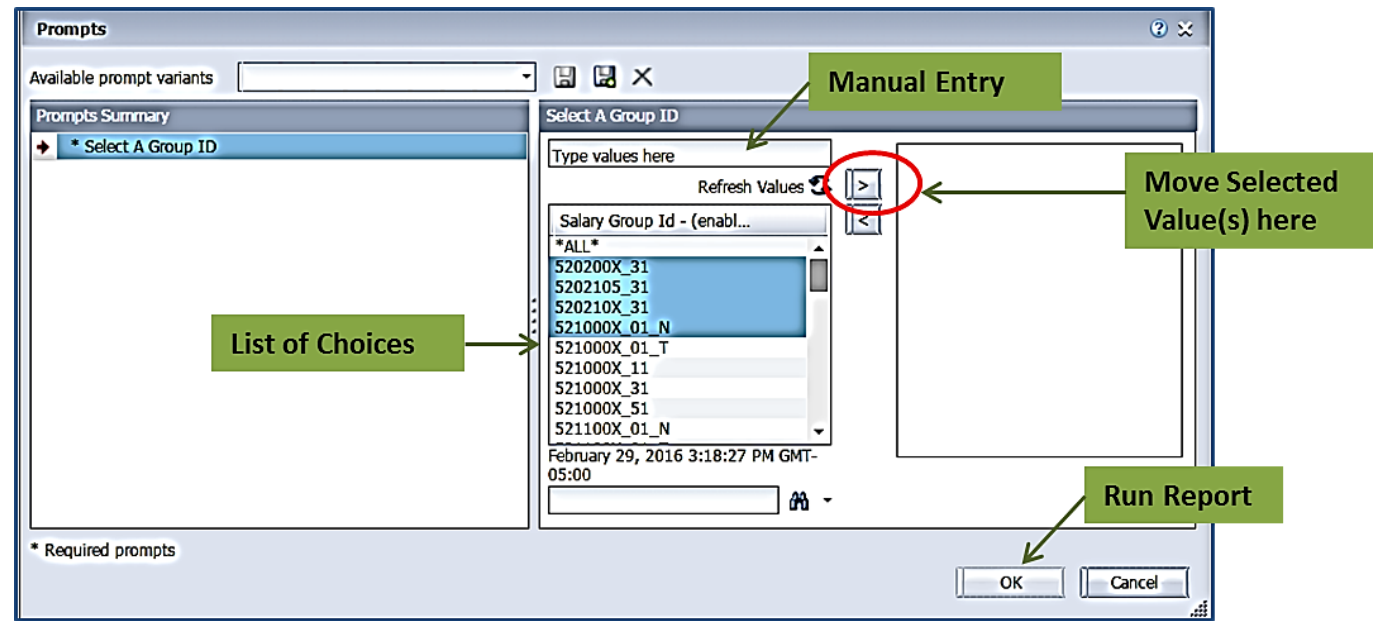 Prompts
Available prompt variants
Manual Entry
Prompts Summary
Select A Group ID
* Select A Group ID
Type values here
Refresh Values
>
<
Move Selected
Value(s) here
Salary Group Id - (enabl...
*ALL*
520200X_31
5202105_31
520210X_31
521000X_01_N
521000X_01_T
521000X_11
521000X_31
521000X_51
521100X_01_N
List of Choices
February 29, 2016 3:18:27 PM GMT-
05:00
Run Report
* Required prompts
OK
Cancel